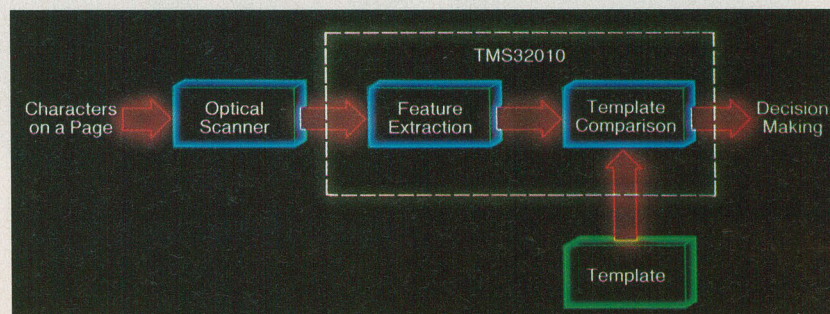 TMS32010
Characters
on a Page
Optical
Scanner
Feature
Extraction
Template
Comparison
Decision
Making
Template